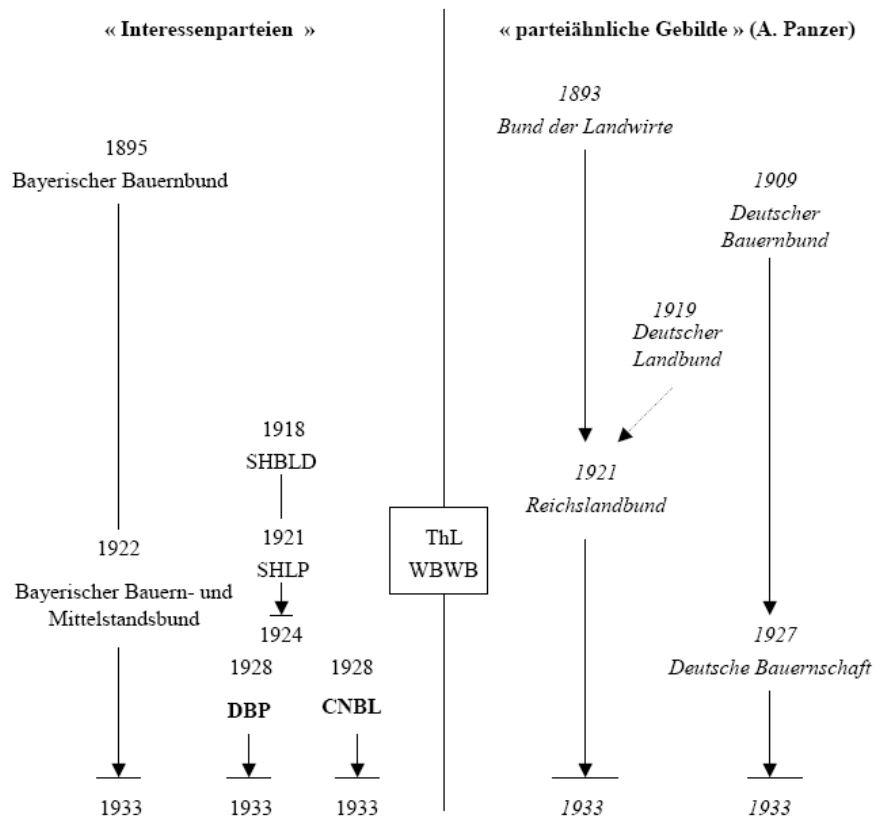 « Interessenparteien »
« parteiähnliche Gebilde » (A. Panzer)
1895
Bayerischer Bauernbund
1922
Bayerischer Bauern- und
Mittelstandsbund
1933
1918
SHBLD
1921
SHLP
1924
1928
DBP
1933
1928
CNBL
1933
ThL
WBWB
1893
Bund der Landwirte
1919
Deutscher
Landbund
1921
Reichslandbund
1933
1909
Deutscher
Bauernbund
1927
Deutsche Bauernschaft
1933